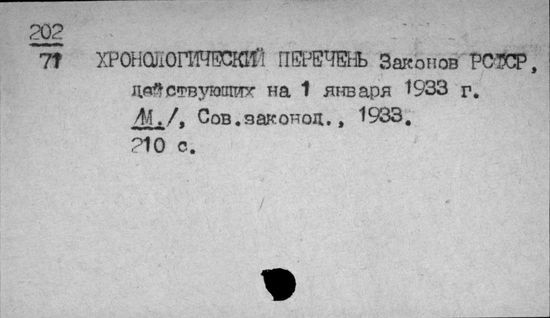 202
71 ХРОНОЛОГИЧЕСКИЙ ПЕРЕЧЕНЬ Законов РСФСР,
действующих на 1 января 1933 г.
/М./, Сов.законод., 1933.
210 с.